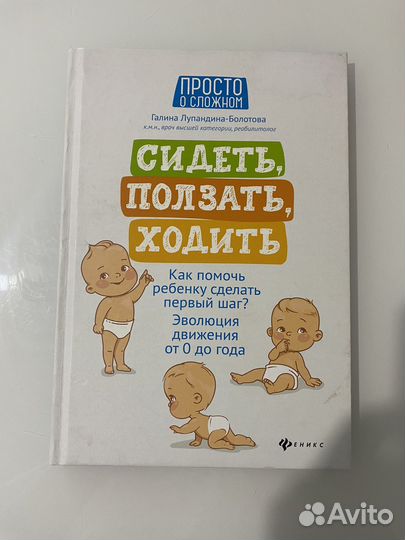 ПРОСТО
О СЛОЖНОМ
Галина Лупандина-Болотова
к.м.н., врач высшей категории, реабилитолог
СИДЕТЬ,
ПОЛЗАТЬ,
ХОДИТЬ
Как помочь
ребенку сделать
первый шаг?
Эволюция
движения
от 0 до года
ФЕНИКС
Avito